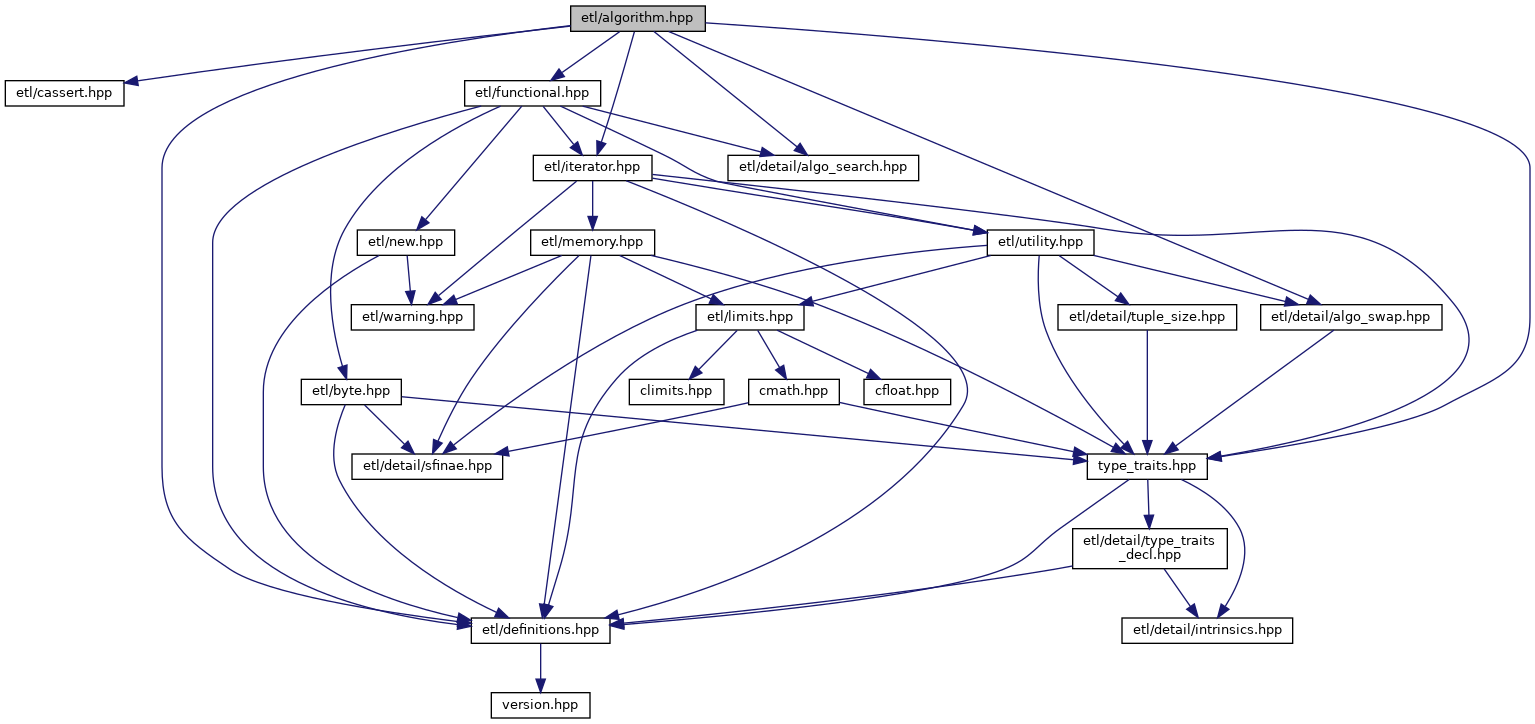 etl/algorithm.hpp
etl/cassert.hpp
etl/functional.hpp
etl/iterator.hpp
etl/detail/algo_search.hpp
etl/new.hpp
etl/memory.hpp
etl/utility.hpp
etl/warning.hpp
etl/limits.hpp
etl/detail/tuple_size.hpp
etl/detail/algo_swap.hpp
etl/byte.hpp
climits.hpp
cmath.hpp
cfloat.hpp
etl/detail/sfinae.hpp
type_traits.hpp
etl/detail/type_traits
_decl.hpp
etl/definitions.hpp
etl/detail/intrinsics.hpp
version.hpp